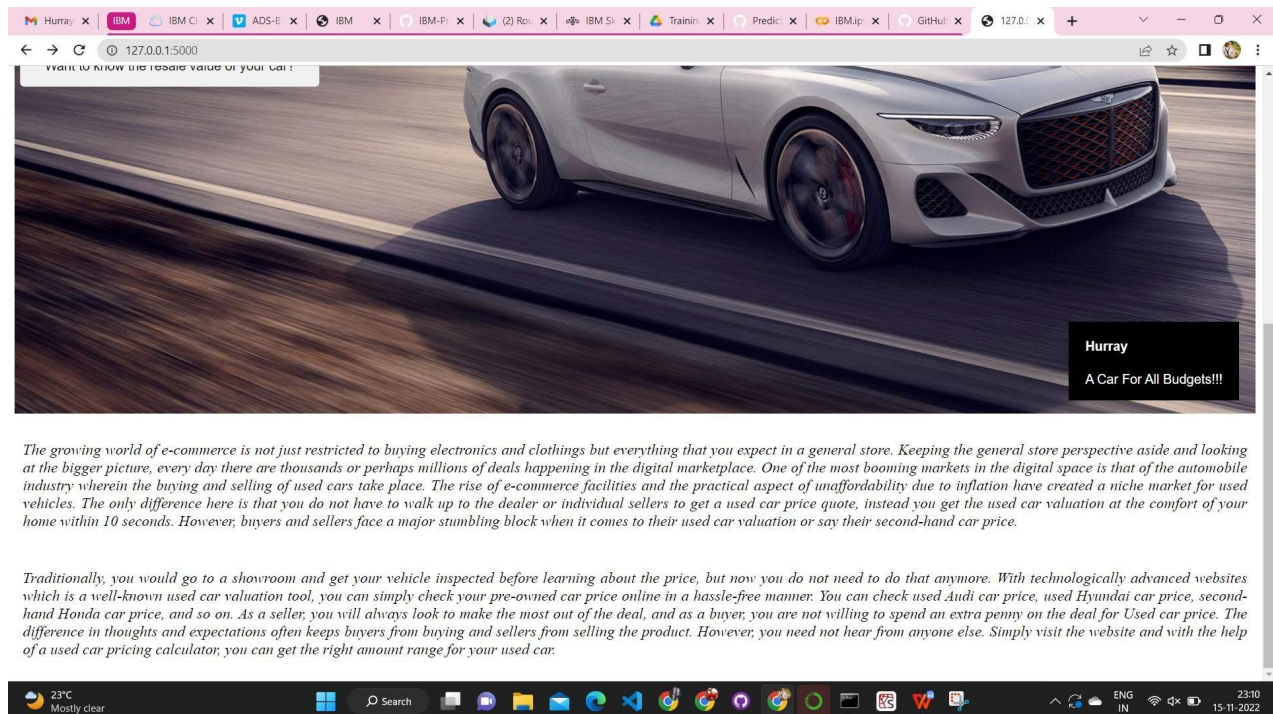 Hurray
IBM
IBM Cl
ADS-B
IBM
IBM-P
(2) Rou
IBM Sk
Trainin
Predict
IBM.ip
GitHub
127.0.0
127.0.0.1:5000
Want to know the resale value of your car?
Hurray
A Car For All Budgets!!!
The growing world of e-commerce is not just restricted to buying electronics and clothings but everything that you expect in a general store. Keeping the general store perspective aside and looking
at the bigger picture, every day there are thousands or perhaps millions of deals happening in the digital marketplace. One of the most booming markets in the digital space is that of the automobile
industry wherein the buying and selling of used cars take place. The rise of e-commerce facilities and the practical aspect of unaffordability due to inflation have created a niche market for used
vehicles. The only difference here is that you do not have to walk up to the dealer or individual sellers to get a used car price quote, instead you get the used car valuation at the comfort of your
home within 10 seconds. However, buyers and sellers face a major stumbling block when it comes to their used car valuation or say their second-hand car price.
Traditionally, you would go to a showroom and get your vehicle inspected before learning about the price, but now you do not need to do that anymore. With technologically advanced websites
which is a well-known used car valuation tool, you can simply check your pre-owned car price online in a hassle-free manner. You can check used Audi car price, used Hyundai car price, second-
hand Honda car price, and so on. As a seller, you will always look to make the most out of the deal, and as a buyer, you are not willing to spend an extra penny on the deal for Used car price. The
difference in thoughts and expectations often keeps buyers from buying and sellers from selling the product. However, you need not hear from anyone else. Simply visit the website and with the help
of a used car pricing calculator, you can get the right amount range for your used car.
23°C
Mostly clear
Search
ENG
IN
23:10
15-11-2022